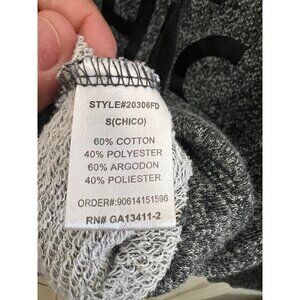 STYLE#20306FD
S(CHICO)
60% COTTON
40% POLYESTER
60% ARGODON
40% POLIESTER
ORDER#:90614151596
RN# GA13411-2